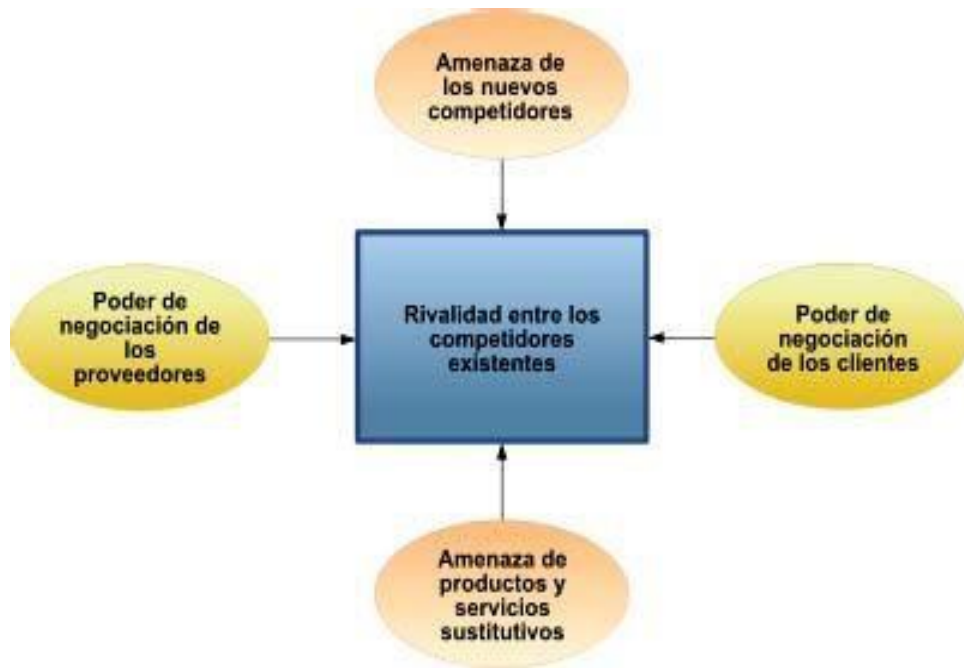 Amenaza de
los nuevos
competidores
Poder de
negociación de
los
proveedores
Rivalidad entre los
competidores
existentes
Poder de
negociación
de los clientes
Amenaza de
productos y
servicios
sustitutivos